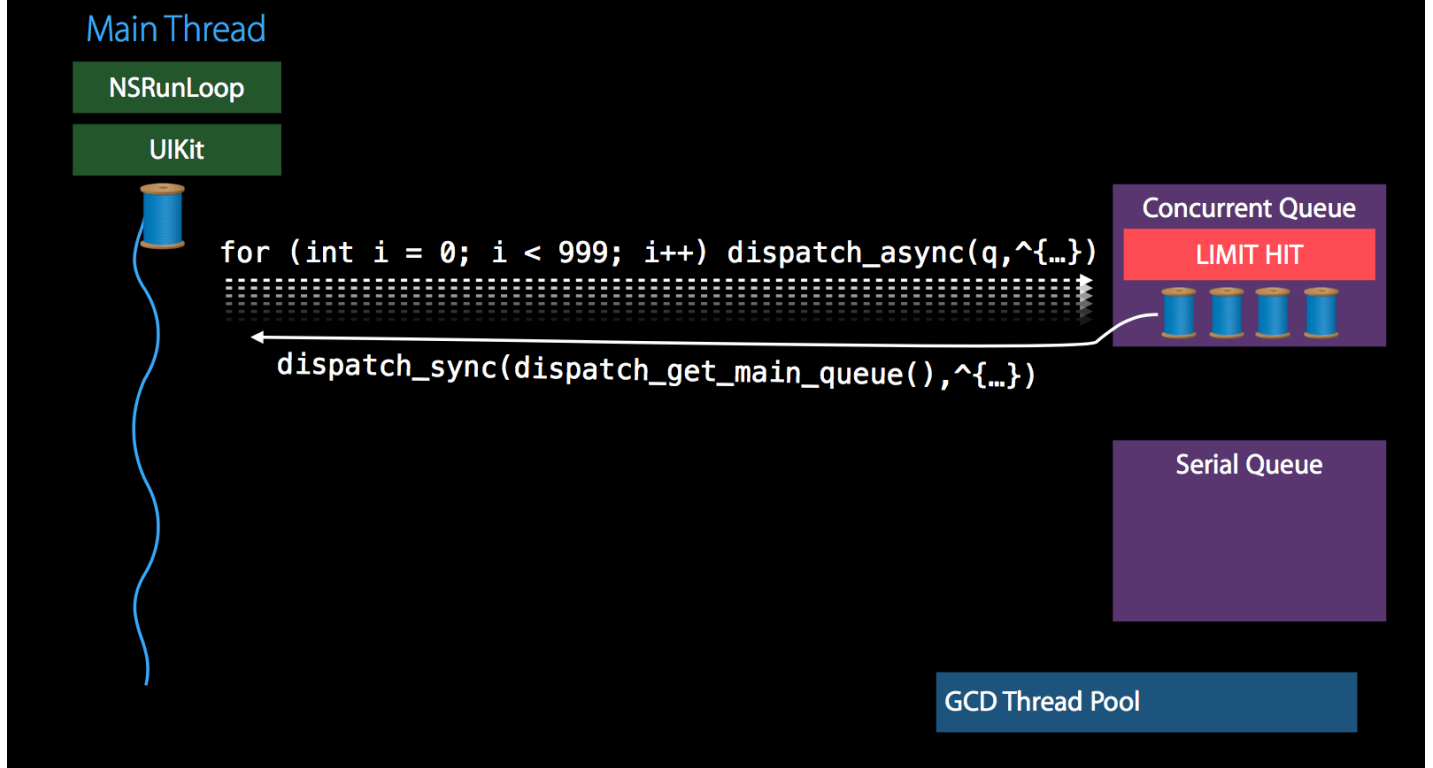 Main Thread
NSRunLoop
UIKit
Concurrent Queue
for (int i = 0; i < 999; i++) dispatch_async(q,^{…})
LIMIT HIT
dispatch_sync(dispatch_get_main_queue(),^{…})
Serial Queue
GCD Thread Pool